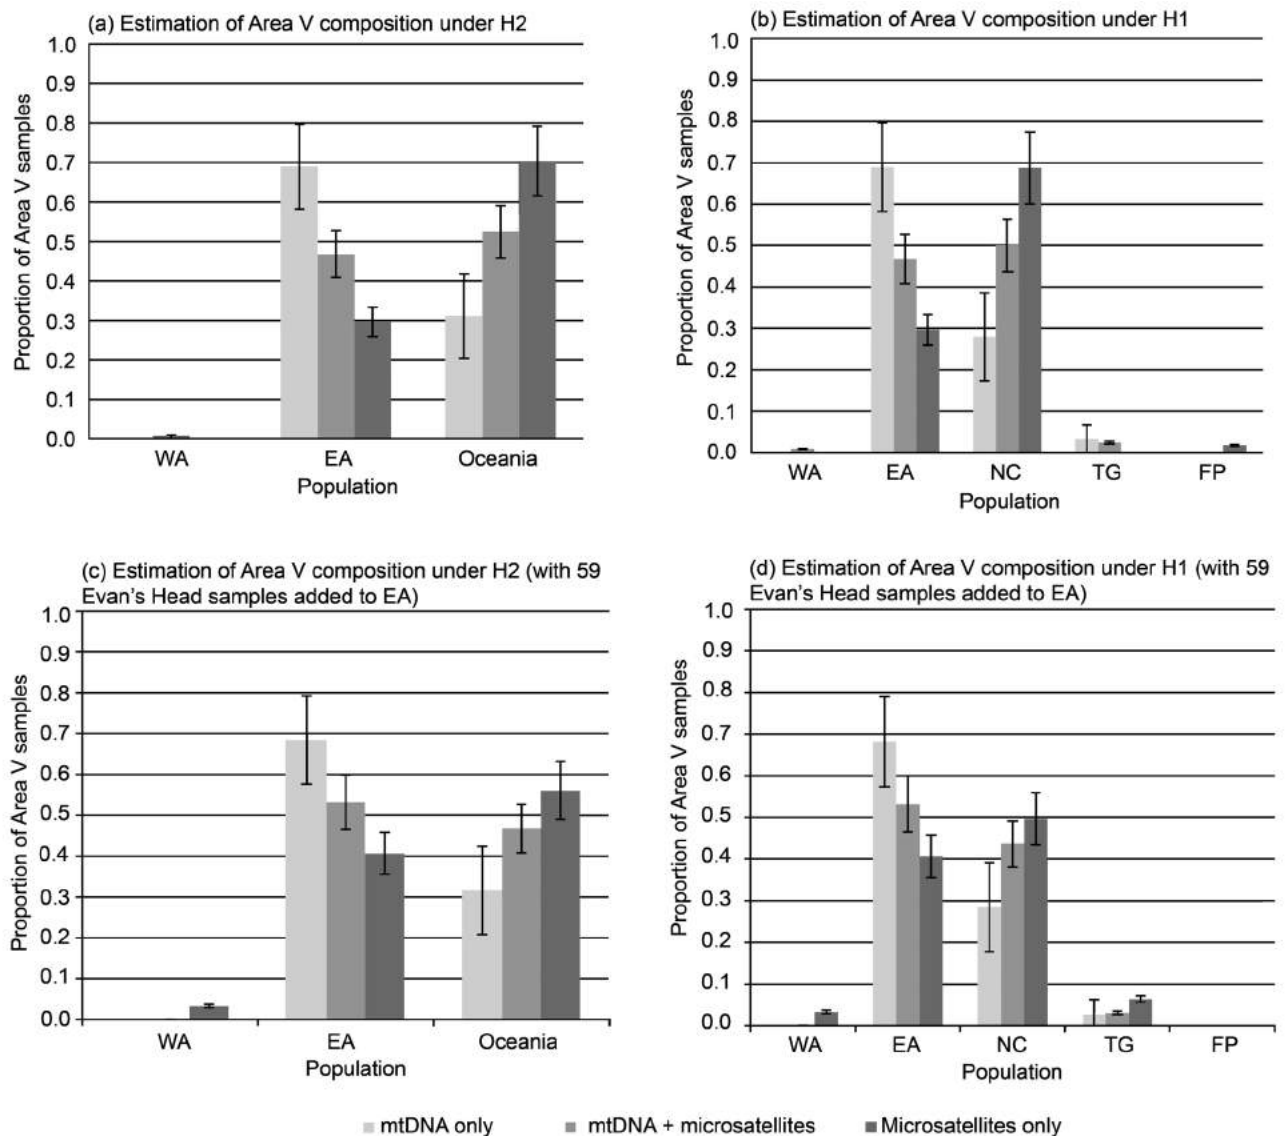 (a) Estimation of Area V composition under H2
1.0
0.9
0.8
0.7
0.6
0.5
0.4
0.3
0.2
0.1
0.0
Proportion of Area V samples
WA EA Oceania
Population
(b) Estimation of Area V composition under H1
1.0
0.9
0.8
0.7
0.6
0.5
0.4
0.3
0.2
0.1
0.0
Proportion of Area V samples
WA EA NC TG FP
Population
(c) Estimation of Area V composition under H2 (with 59
Evan's Head samples added to EA)
1.0
0.9
0.8
0.7
0.6
0.5
0.4
0.3
0.2
0.1
0.0
Proportion of Area V samples
WA EA Oceania
Population
(d) Estimation of Area V composition under H1 (with 59
Evan's Head samples added to EA)
1.0
0.9
0.8
0.7
0.6
0.5
0.4
0.3
0.2
0.1
0.0
Proportion of Area V samples
WA EA NC TG FP
Population
mtDNA only mtDNA + microsatellites Microsatellites only